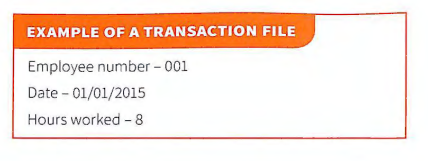 EXAMPLE OF A TRANSACTION FILE
Employee number – 001
Date – 01/01/2015
Hours worked – 8